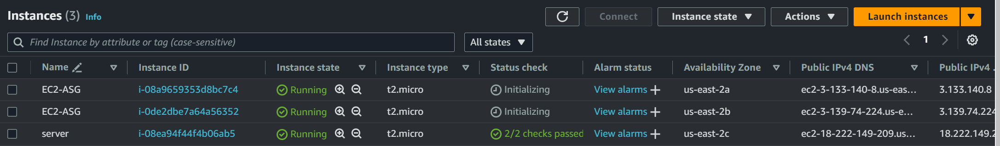 Instances (3) Info
Connect Instance state Actions Launch instances
Find Instance by attribute or tag (case-sensitive) All states 1
Name Instance ID Instance state Instance type Status check Alarm status Availability Zone Public IPv4 DNS Public IPv4 .
EC2-ASG i-08a9659353d8bc7c4 Running t2.micro Initializing View alarms us-east-2a ec2-3-133-140-8.us-eas... 3.133.140.8
EC2-ASG i-0de2dbe7a64a56352 Running t2.micro Initializing View alarms us-east-2b ec2-3-139-74-224.us-e... 3.139.74.224
server i-08ea94f44f4b06ab5 Running t2.micro 2/2 checks passed View alarms us-east-2c ec2-18-222-149-209.us... 18.222.149.2